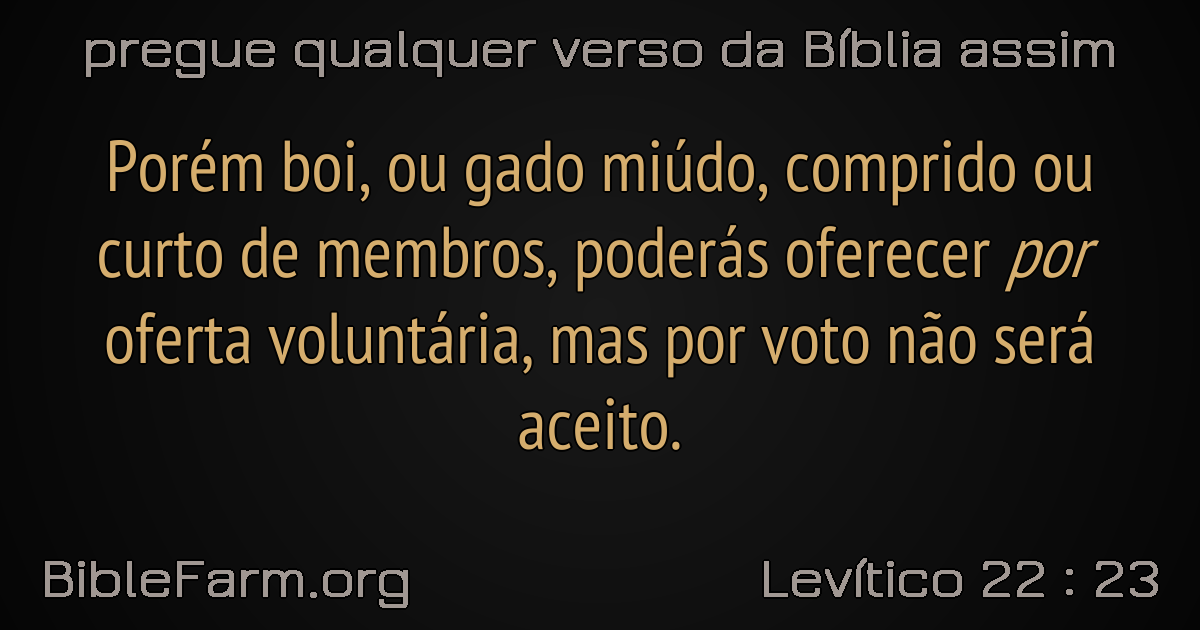 pregue qualquer verso da Bíblia assim
Porém boi, ou gado miúdo, comprido ou
curto de membros, poderás oferecer por
oferta voluntária, mas por voto não será
aceito.
BibleFarm.org
Levítico 22 : 23